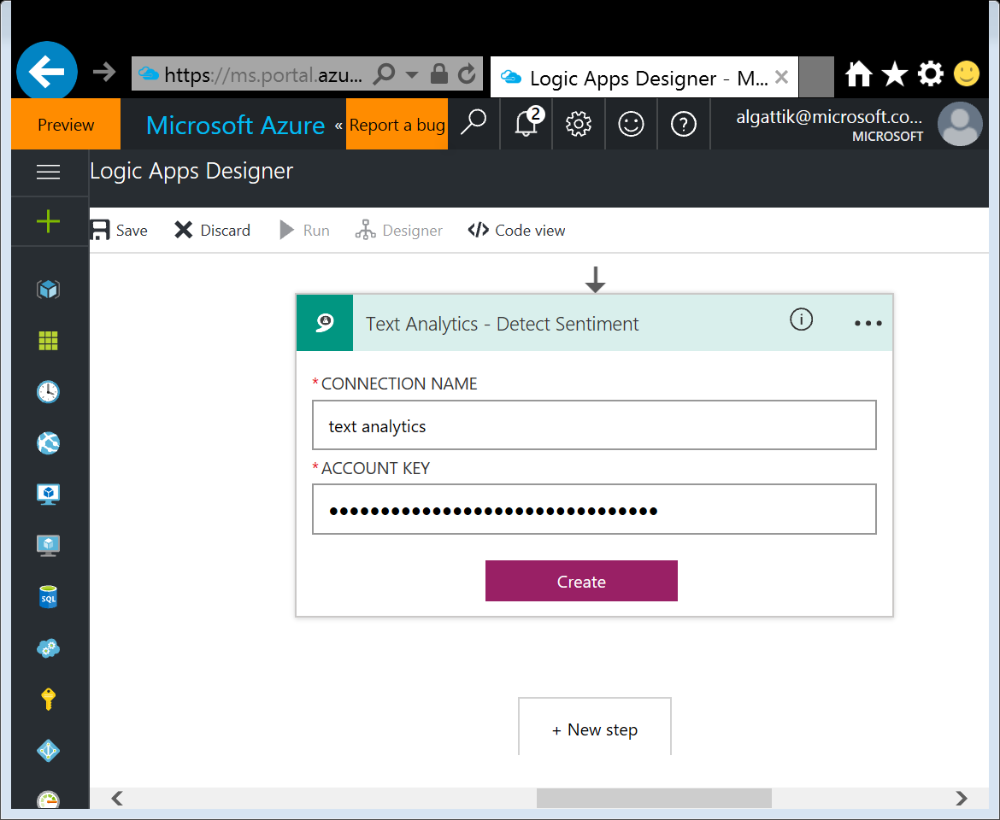 https://ms.portal.azu...
Logic Apps Designer - M...
Preview
Microsoft Azure «
Report a bug
2
algattik@microsoft.co...
MICROSOFT
Logic Apps Designer
Save
Discard
Run
Designer
Code view
Text Analytics - Detect Sentiment
*CONNECTION NAME
text analytics
*ACCOUNT KEY
••••••••••••••••••••••••••••••••
Create
SQL
+ New step